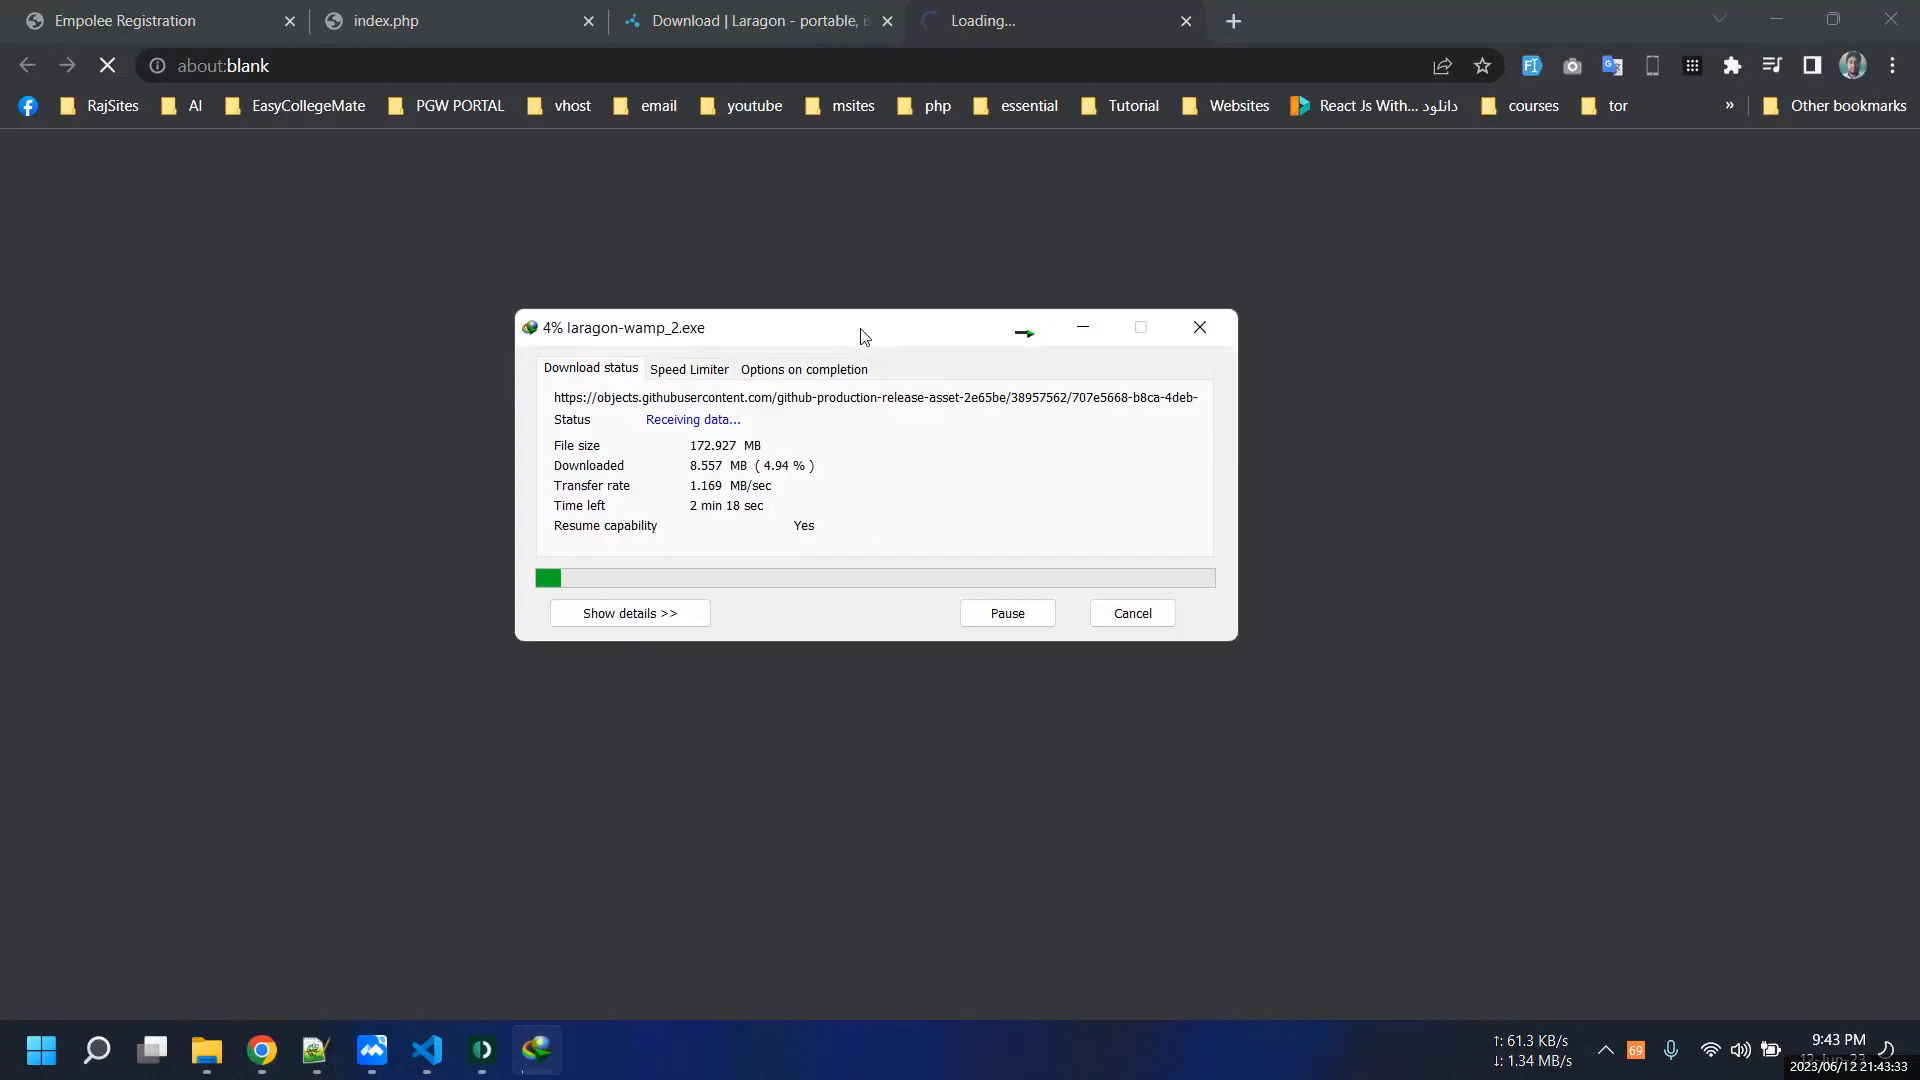 Empolee Registration
index.php
Download | Laragon - portable, is
Loading...
about:blank
RajSites
AI
EasyCollegeMate
PGW PORTAL
vhost
email
youtube
msites
php
essential
Tutorial
Websites
React Js With... دانلود
courses
tor
»
Other bookmarks
4% laragon-wamp_2.exe
Download status
Speed Limiter
Options on completion
https://objects.githubusercontent.com/github-production-release-asset-2e65be/38957562/707e5668-b8ca-4deb-
Status Receiving data...
File size 172.927 MB
Downloaded 8.557 MB ( 4.94 % )
Transfer rate 1.169 MB/sec
Time left 2 min 18 sec
Resume capability Yes
Show details >>
Pause
Cancel
↑: 61.3 KB/s
↓: 1.34 MB/s
69
9:43 PM
12-Jun-23
2023/06/12 21:43:33